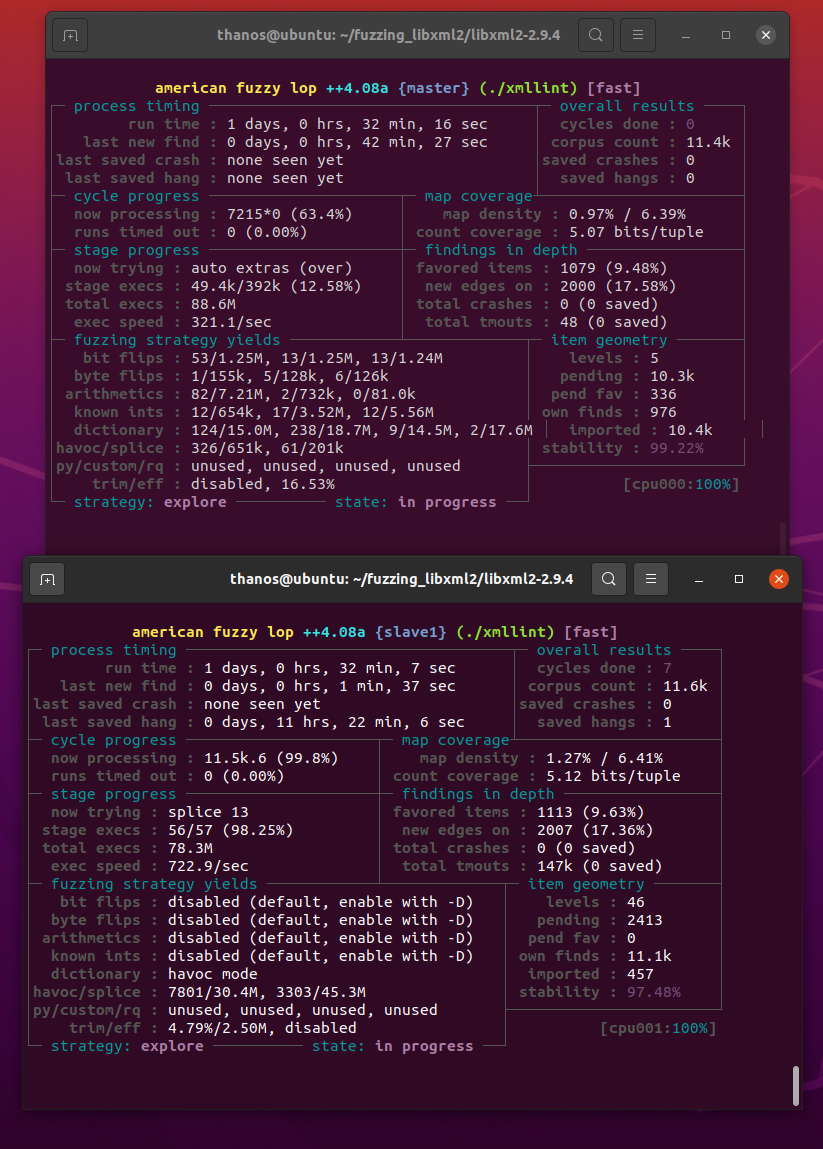 thanos@ubuntu: ~/fuzzing_libxml2/libxml2-2.9.4
american fuzzy lop ++4.08a {master} (./xmllint) [fast]
process timing overall results
run time : 1 days, 0 hrs, 32 min, 16 sec cycles done : 0
last new find : 0 days, 0 hrs, 42 min, 27 sec corpus count : 11.4k
last saved crash : none seen yet saved crashes : 0
last saved hang : none seen yet saved hangs : 0
cycle progress map coverage
now processing : 7215*0 (63.4%) map density : 0.97% / 6.39%
runs timed out : 0 (0.00%) count coverage : 5.07 bits/tuple
stage progress findings in depth
now trying : auto extras (over) favored items : 1079 (9.48%)
stage execs : 49.4k/392k (12.58%) new edges on : 2000 (17.58%)
total execs : 88.6M total crashes : 0 (0 saved)
exec speed : 321.1/sec total tmouts : 48 (0 saved)
fuzzing strategy yields item geometry
bit flips : 53/1.25M, 13/1.25M, 13/1.24M levels : 5
byte flips : 1/155k, 5/128k, 6/126k pending : 10.3k
arithmetics : 82/7.21M, 2/732k, 0/81.0k pend fav : 336
known ints : 12/654k, 17/3.52M, 12/5.56M own finds : 976
dictionary : 124/15.0M, 238/18.7M, 9/14.5M, 2/17.6M imported : 10.4k
havoc/splice : 326/651k, 61/201k stability : 99.22%
py/custom/rq : unused, unused, unused, unused
trim/eff : disabled, 16.53% [cpu000:100%]
strategy: explore state: in progress
thanos@ubuntu: ~/fuzzing_libxml2/libxml2-2.9.4
american fuzzy lop ++4.08a {slave1} (./xmllint) [fast]
process timing overall results
run time : 1 days, 0 hrs, 32 min, 7 sec cycles done : 7
last new find : 0 days, 0 hrs, 1 min, 37 sec corpus count : 11.6k
last saved crash : none seen yet saved crashes : 0
last saved hang : 0 days, 11 hrs, 22 min, 6 sec saved hangs : 1
cycle progress map coverage
now processing : 11.5k.6 (99.8%) map density : 1.27% / 6.41%
runs timed out : 0 (0.00%) count coverage : 5.12 bits/tuple
stage progress findings in depth
now trying : splice 13 favored items : 1113 (9.63%)
stage execs : 56/57 (98.25%) new edges on : 2007 (17.36%)
total execs : 78.3M total crashes : 0 (0 saved)
exec speed : 722.9/sec total tmouts : 147k (0 saved)
fuzzing strategy yields item geometry
bit flips : disabled (default, enable with -D) levels : 46
byte flips : disabled (default, enable with -D) pending : 2413
arithmetics : disabled (default, enable with -D) pend fav : 0
known ints : disabled (default, enable with -D) own finds : 11.1k
dictionary : havoc mode imported : 457
havoc/splice : 7801/30.4M, 3303/45.3M stability : 97.48%
py/custom/rq : unused, unused, unused, unused
trim/eff : 4.79%/2.50M, disabled [cpu001:100%]
strategy: explore state: in progress